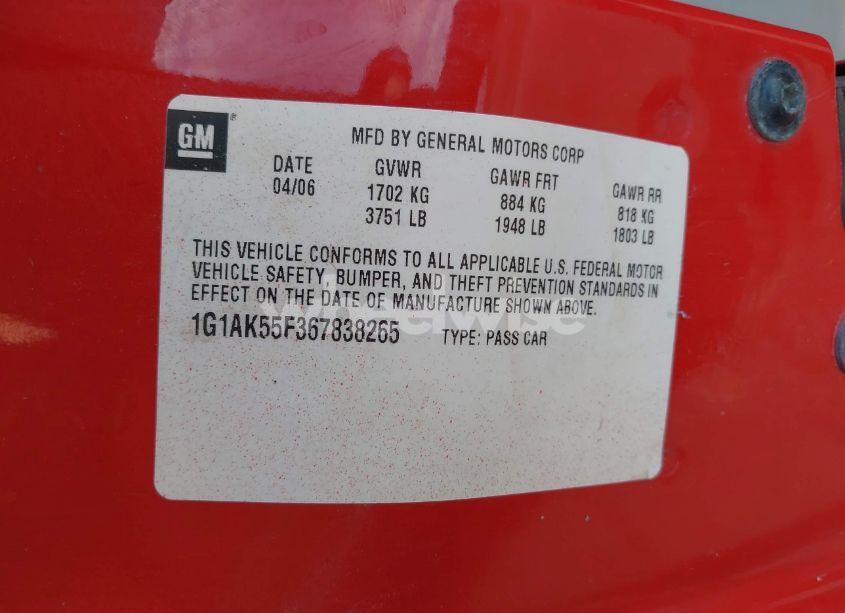 GM ®
MFD BY GENERAL MOTORS CORP
DATE GVWR GAWR FRT GAWR RR
04/06 1702 KG 884 KG 818 KG
3751 LB 1948 LB 1803 LB
THIS VEHICLE CONFORMS TO ALL APPLICABLE U.S. FEDERAL MOTOR
VEHICLE SAFETY, BUMPER, AND THEFT PREVENTION STANDARDS IN
EFFECT ON THE DATE OF MANUFACTURE SHOWN ABOVE.
wheelwise
1G1AK55F367838265 TYPE: PASS CAR